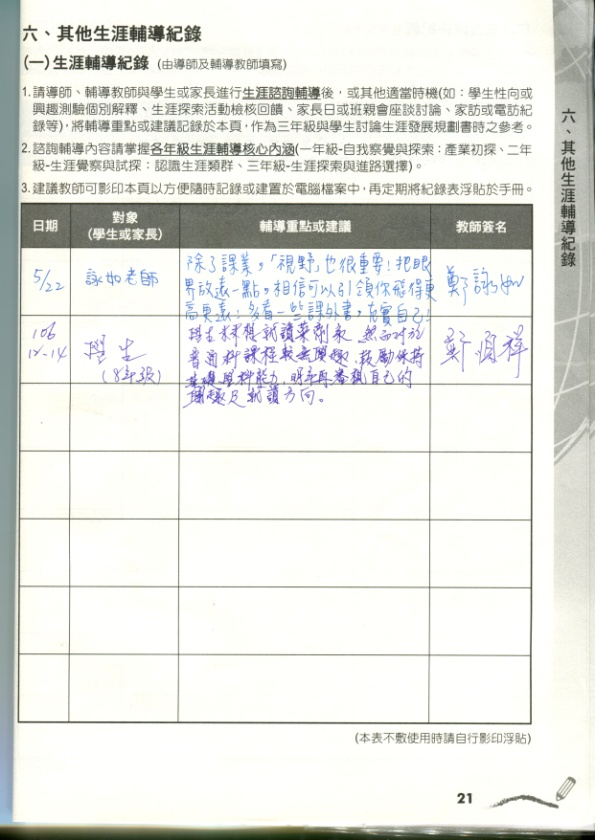 六、其他生涯輔導紀錄
(一)生涯輔導紀錄 (由導師及輔導教師填寫)
1.請導師、輔導教師與學生或家長進行生涯諮詢輔導後，或其他適當時機(如：學生性向或
興趣測驗個別解釋、生涯探索活動檢核回饋、家長日或班親會座談討論、家訪或電訪紀
錄等)，將輔導重點或建議記錄於本頁，作為三年級與學生討論生涯發展規劃書時之參考。
2.諮詢輔導內容請掌握各年級生涯輔導核心內涵(一年級-自我察覺與探索：產業初探、二年
級-生涯覺察與試探：認識生涯類群、三年級-生涯探索與進路選擇)。
3.建議教師可影印本頁以方便隨時記錄或建置於電腦檔案中，再定期將紀錄表浮貼於手冊。
日期
對象
(學生或家長)
輔導重點或建議
教師簽名
5/22
詠如老師
除了課業，「視野」也很重要！把眼
界放遠一點，相信可以引領你飛得更
高更遠！多看一些課外書，充實自己！
鄭詠如
106
12-14
學生
(8年級)
學生未來想就讀藥劑系，然而對於
普通科課程較無興趣，鼓勵保持
基礎學科能力，明年再審視自己的
興趣及就讀方向。
六、其他生涯輔導紀錄
(本表不敷使用時請自行影印浮貼)
21